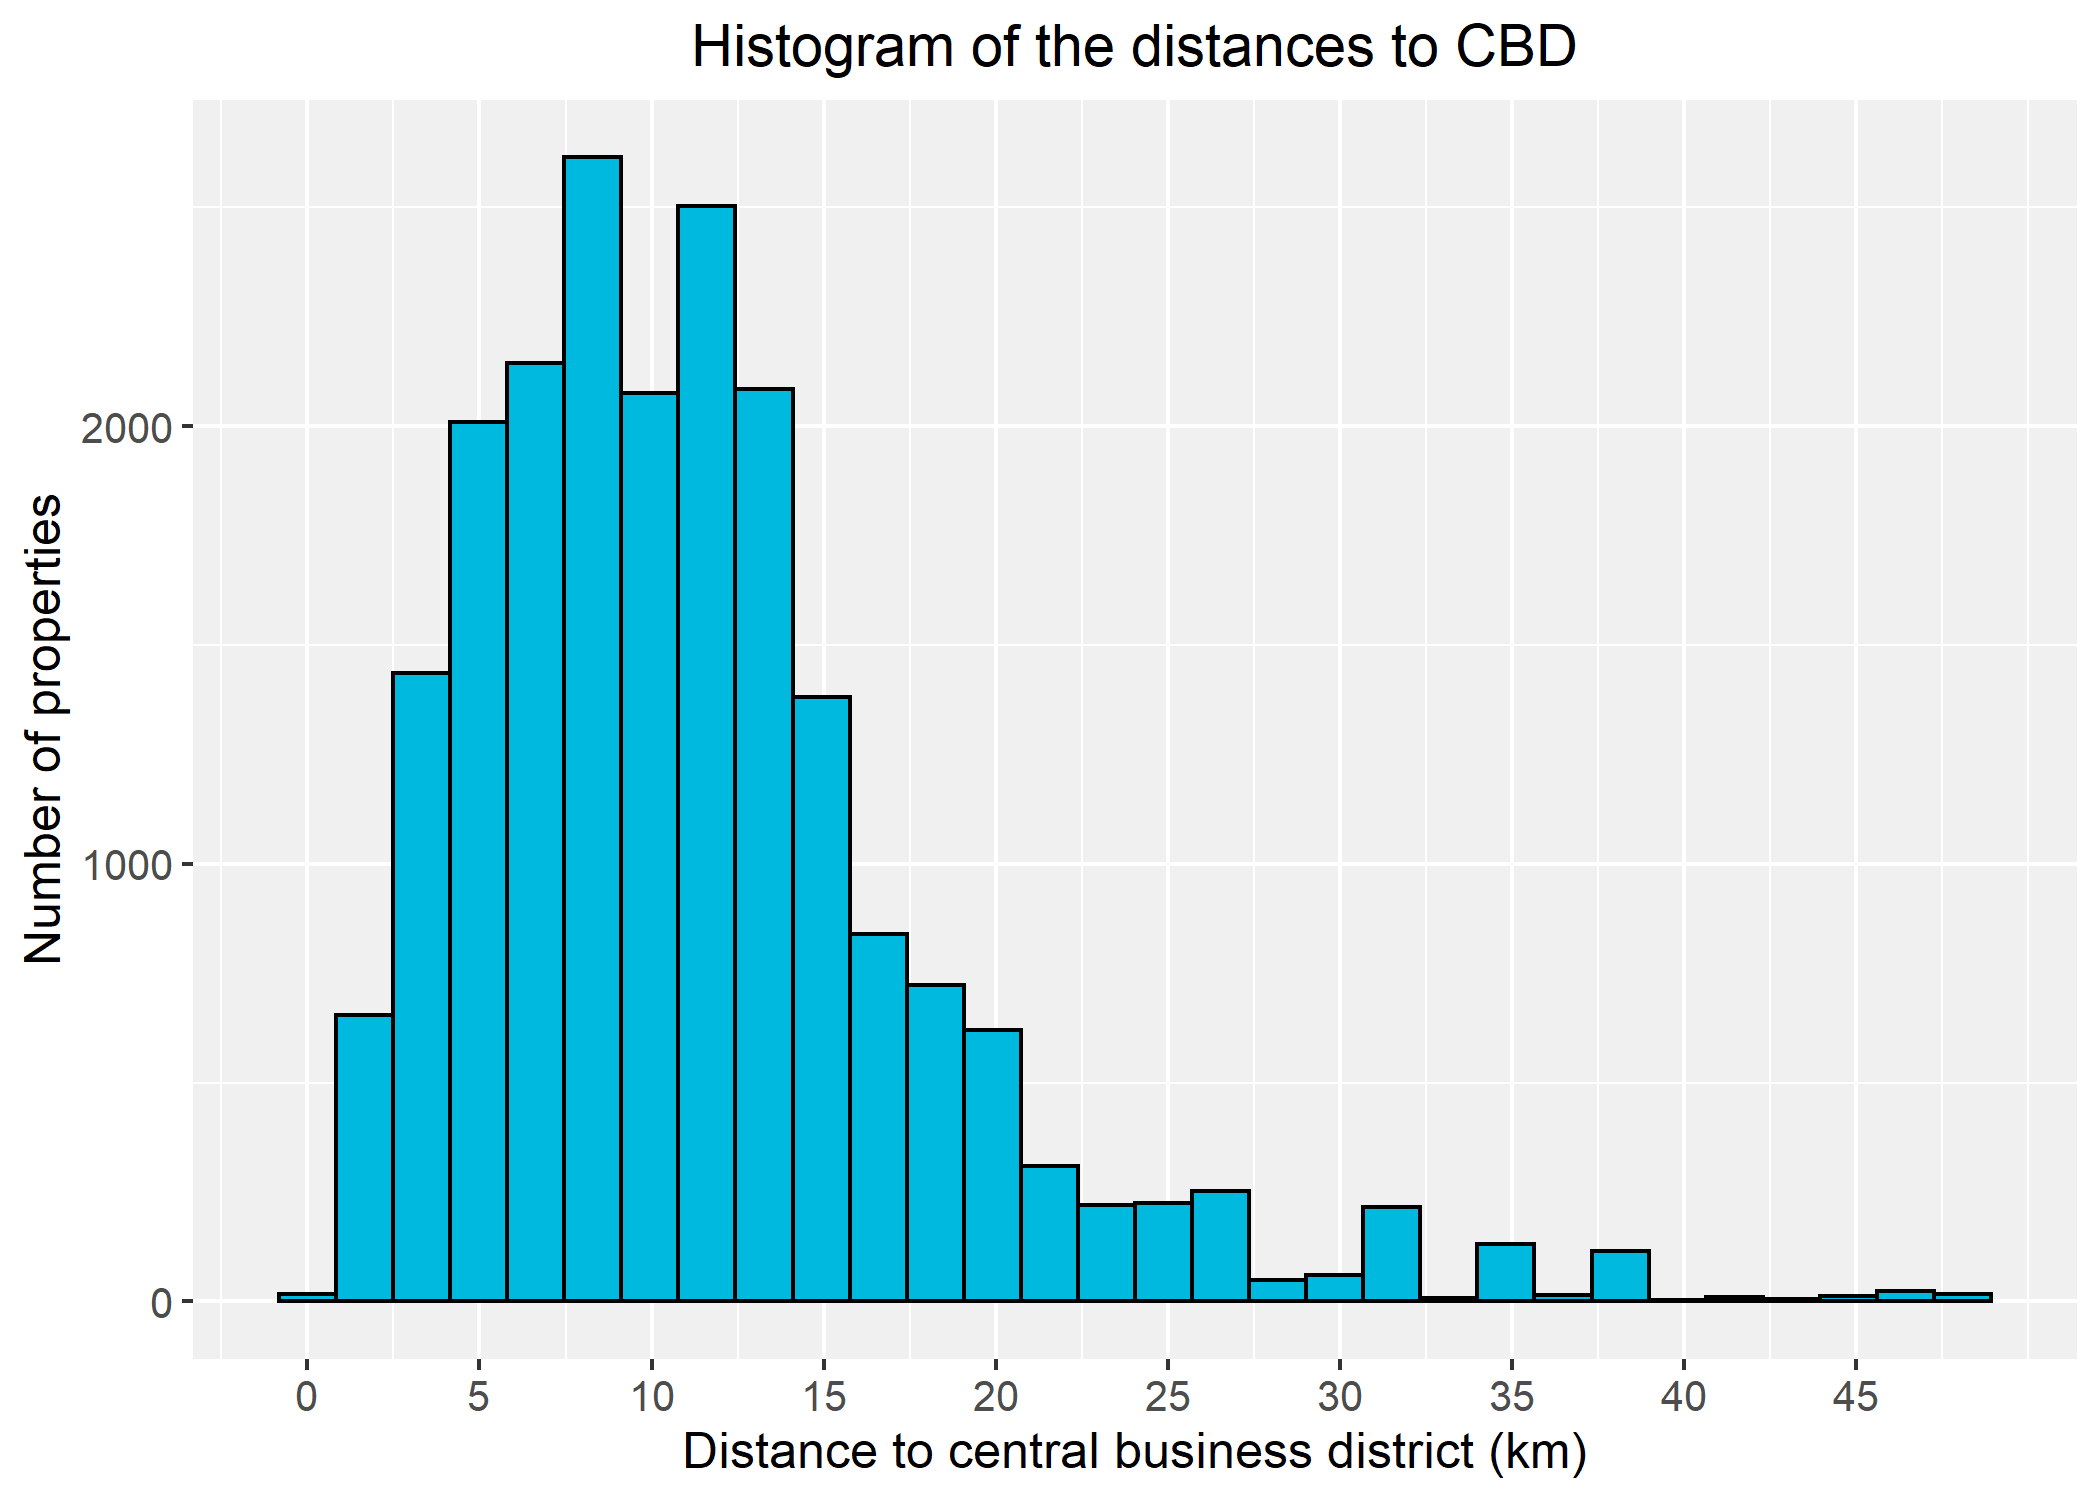 Histogram of the distances to CBD
Number of properties
2000
1000
0
0 5 10 15 20 25 30 35 40 45
Distance to central business district (km)